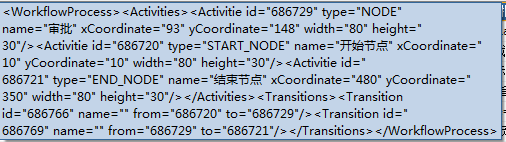 <WorkflowProcess><Activities><Activitie id="686729" type="NODE"
name="审批" xCoordinate="93" yCoordinate="148" width="80" height="
30"/><Activitie id="686720" type="START_NODE" name="开始节点" xCoordinate="
10" yCoordinate="10" width="80" height="30"/><Activitie id="
686721" type="END_NODE" name="结束节点" xCoordinate="480" yCoordinate="
350" width="80" height="30"/></Activities><Transitions><Transition
id="686766" name="" from="686720" to="686729"/><Transition id="
686769" name="" from="686729" to="686721"/></Transitions></WorkflowProcess>